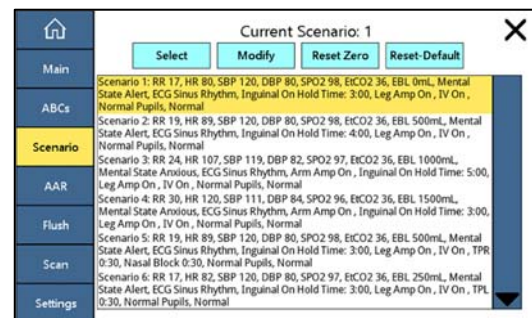 Current Scenario: 1
Select
Modify
Reset Zero
Reset-Default
Main
ABCs
Scenario
AAR
Flush
Scan
Settings
Scenario 1: RR 17, HR 80, SBP 120, DBP 80, SPO2 98, EtCO2 36, EBL 0mL, Mental
State Alert, ECG Sinus Rhythm, Inguinal On Hold Time: 3:00, Leg Amp On , IV On ,
Normal Pupils, Normal
Scenario 2: RR 19, HR 89, SBP 120, DBP 80, SPO2 98, EtCO2 36, EBL 500mL, Mental
State Alert, ECG Sinus Rhythm, Inguinal On Hold Time: 4:00, Leg Amp On , IV On ,
Normal Pupils, Normal
Scenario 3: RR 24, HR 107, SBP 119, DBP 82, SPO2 97, EtCO2 36, EBL 1000mL,
Mental State Anxious, ECG Sinus Rhythm, Arm Amp On , Inguinal On Hold Time: 5:00,
Leg Amp On , IV On , Normal Pupils, Normal
Scenario 4: RR 30, HR 120, SBP 111, DBP 84, SPO2 96, EtCO2 36, EBL 1500mL,
Mental State Anxious, ECG Sinus Rhythm, Arm Amp On , Inguinal On Hold Time: 3:00,
Leg Amp On , IV On , Normal Pupils, Normal
Scenario 5: RR 19, HR 89, SBP 120, DBP 80, SPO2 98, EtCO2 36, EBL 500mL, Mental
State Alert, ECG Sinus Rhythm, Inguinal On Hold Time: 3:00, Leg Amp On , IV On , TPR
0:30, Nasal Block 0:30, Normal Pupils, Normal
Scenario 6: RR 17, HR 82, SBP 120, DBP 80, SPO2 97, EtCO2 36, EBL 250mL, Mental
State Alert, ECG Sinus Rhythm, Inguinal On Hold Time: 3:00, Leg Amp On , IV On , TPL
0:30, Normal Pupils, Normal